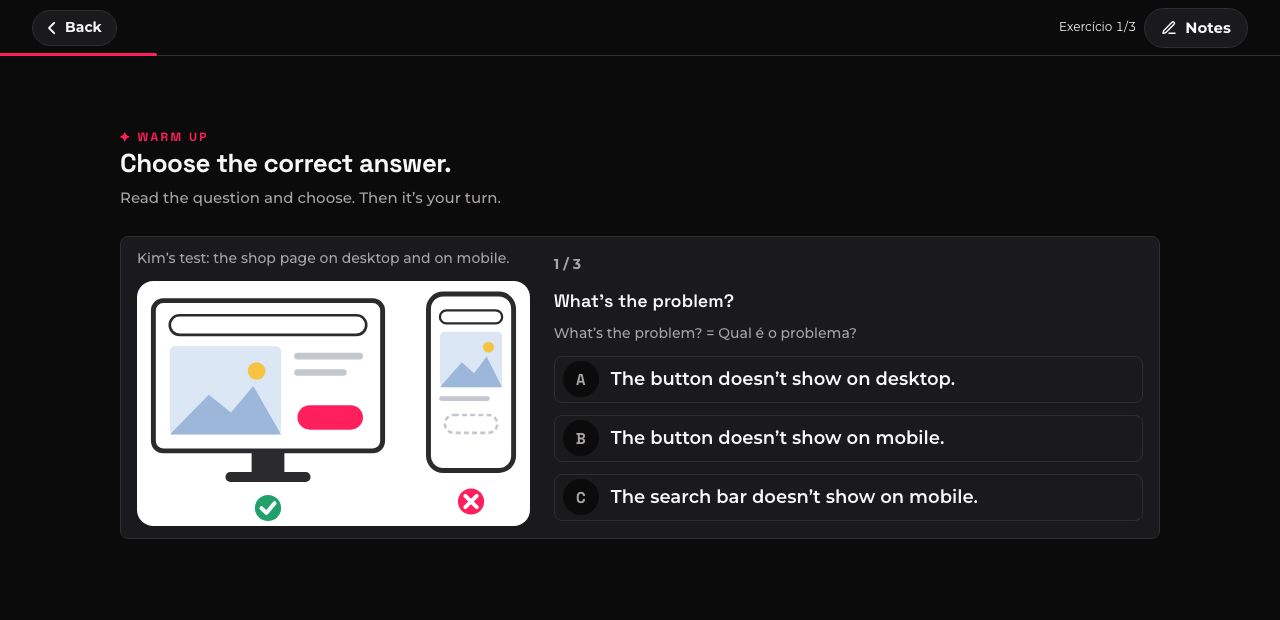 Back
Exercício 1/3
Notes
WARM UP
Choose the correct answer.
Read the question and choose. Then it’s your turn.
Kim’s test: the shop page on desktop and on mobile.
1 / 3
What’s the problem?
What’s the problem? = Qual é o problema?
A The button doesn’t show on desktop.
B The button doesn’t show on mobile.
C The search bar doesn’t show on mobile.